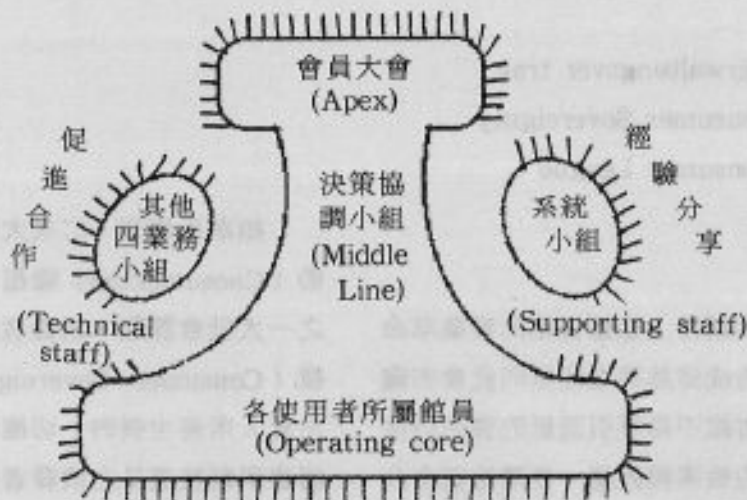 會員大會
(Apex)
促進合作
其他
四業務
小組
(Technical
staff)
決策協
調小組
(Middle
Line)
系統
小組
(Supporting staff)
經驗分享
各使用者所屬館員
(Operating core)